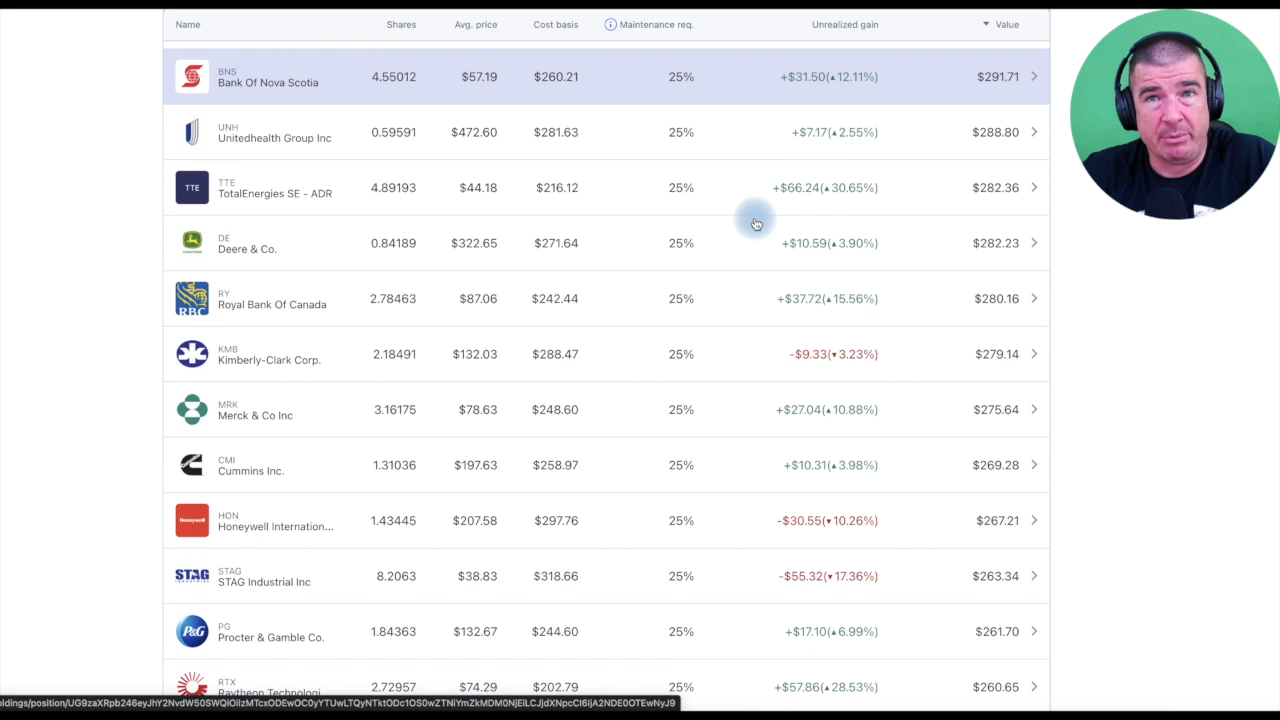 Name Shares Avg. price Cost basis Maintenance req. Unrealized gain Value
BNS
Bank Of Nova Scotia 4.55012 $57.19 $260.21 25% +$31.50(▲12.11%) $291.71
UNH
Unitedhealth Group Inc 0.59591 $472.60 $281.63 25% +$7.17(▲2.55%) $288.80
TTE
TTE
TotalEnergies SE - ADR 4.89193 $44.18 $216.12 25% +$66.24(▲30.65%) $282.36
DE
Deere & Co. 0.84189 $322.65 $271.64 25% +$10.59(▲3.90%) $282.23
RBC
RY
Royal Bank Of Canada 2.78463 $87.06 $242.44 25% +$37.72(▲15.56%) $280.16
KMB
Kimberly-Clark Corp. 2.18491 $132.03 $288.47 25% -$9.33(▼3.23%) $279.14
MRK
Merck & Co Inc 3.16175 $78.63 $248.60 25% +$27.04(▲10.88%) $275.64
CMI
Cummins Inc. 1.31036 $197.63 $258.97 25% +$10.31(▲3.98%) $269.28
Honeywell
HON
Honeywell Internation... 1.43445 $207.58 $297.76 25% -$30.55(▼10.26%) $267.21
STAG
STAG
STAG Industrial Inc 8.2063 $38.83 $318.66 25% -$55.32(▼17.36%) $263.34
P&G
PG
Procter & Gamble Co. 1.84363 $132.67 $244.60 25% +$17.10(▲6.99%) $261.70
RTX
Raytheon Technologi 2.72957 $74.29 $202.79 25% +$57.86(▲28.53%) $260.65